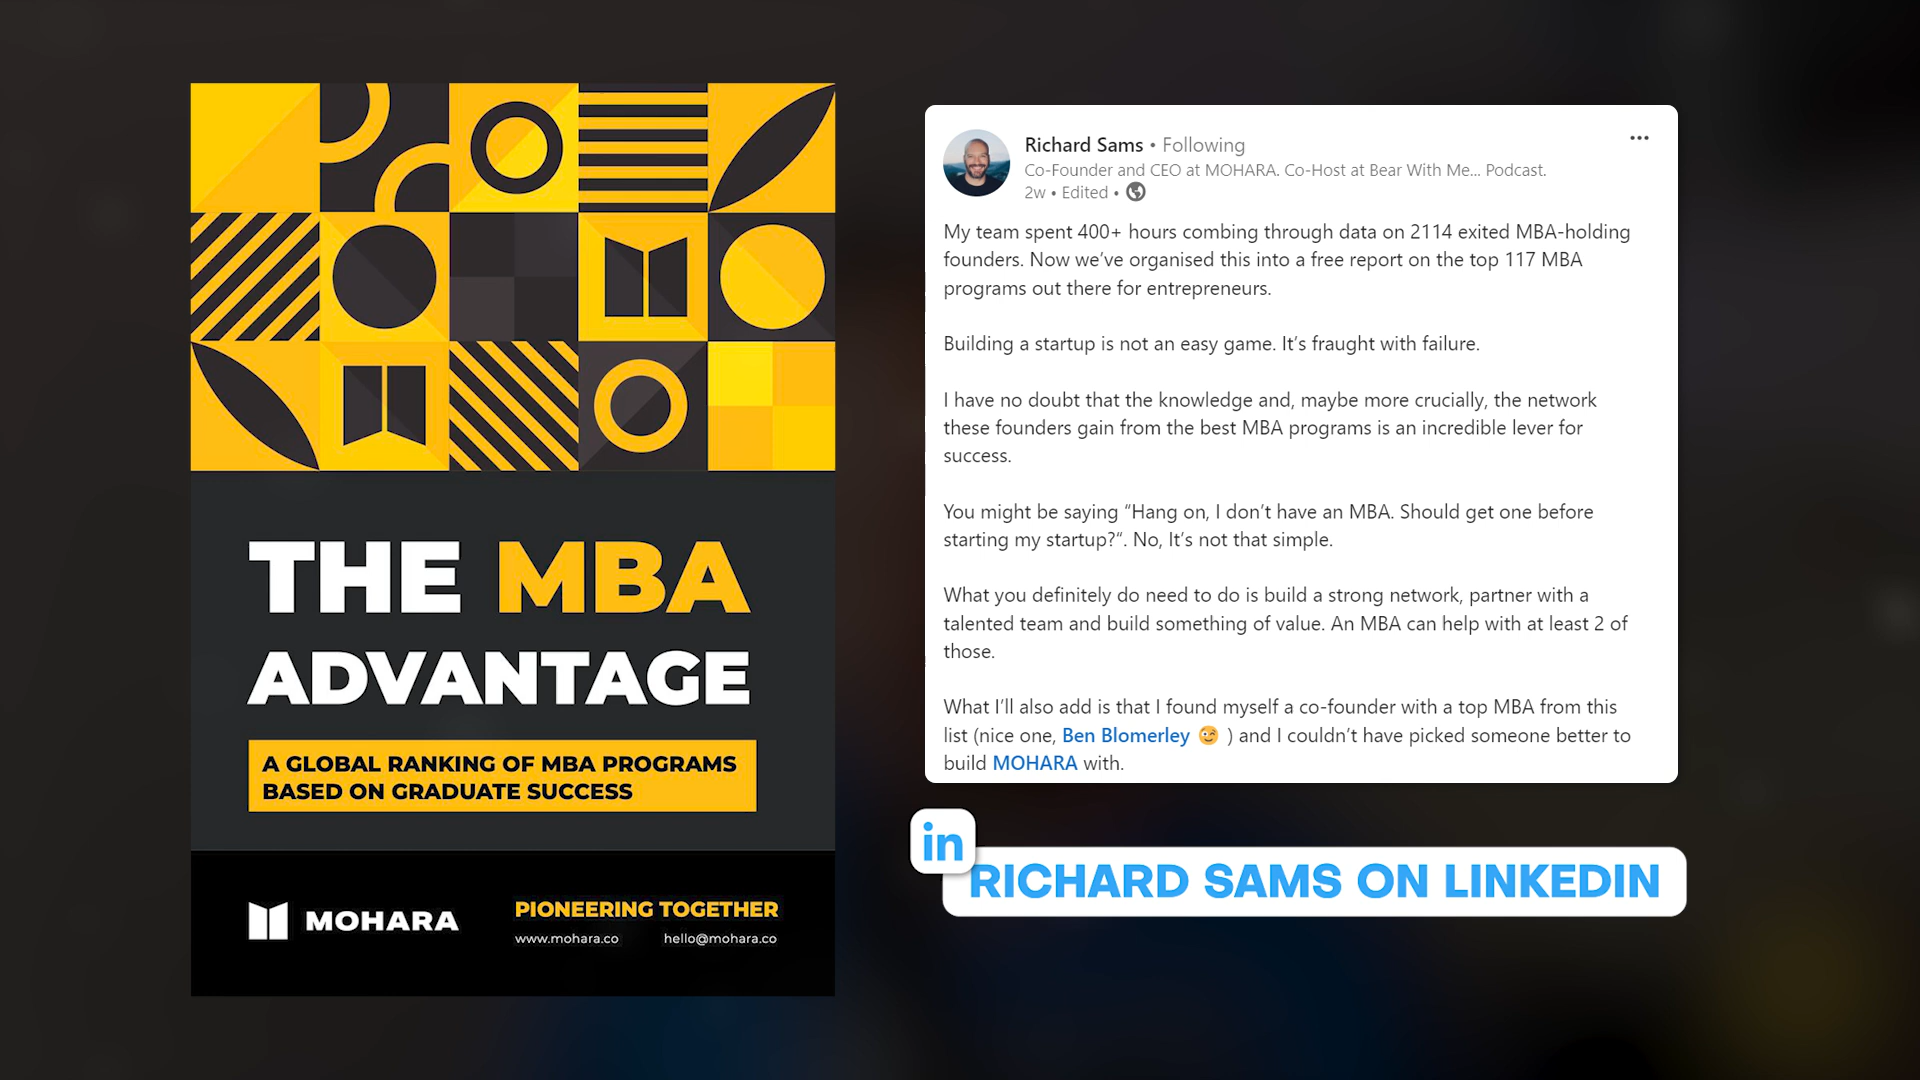 THE MBA
ADVANTAGE
A GLOBAL RANKING OF MBA PROGRAMS
BASED ON GRADUATE SUCCESS
MOHARA
PIONEERING TOGETHER
www.mohara.co hello@mohara.co
Richard Sams • Following
Co-Founder and CEO at MOHARA. Co-Host at Bear With Me... Podcast.
2w • Edited •
My team spent 400+ hours combing through data on 2114 exited MBA-holding
founders. Now we’ve organised this into a free report on the top 117 MBA
programs out there for entrepreneurs.
Building a startup is not an easy game. It’s fraught with failure.
I have no doubt that the knowledge and, maybe more crucially, the network
these founders gain from the best MBA programs is an incredible lever for
success.
You might be saying “Hang on, I don’t have an MBA. Should get one before
starting my startup?“. No, It’s not that simple.
What you definitely do need to do is build a strong network, partner with a
talented team and build something of value. An MBA can help with at least 2 of
those.
What I’ll also add is that I found myself a co-founder with a top MBA from this
list (nice one, Ben Blomerley 😉 ) and I couldn’t have picked someone better to
build MOHARA with.
in
RICHARD SAMS ON LINKEDIN